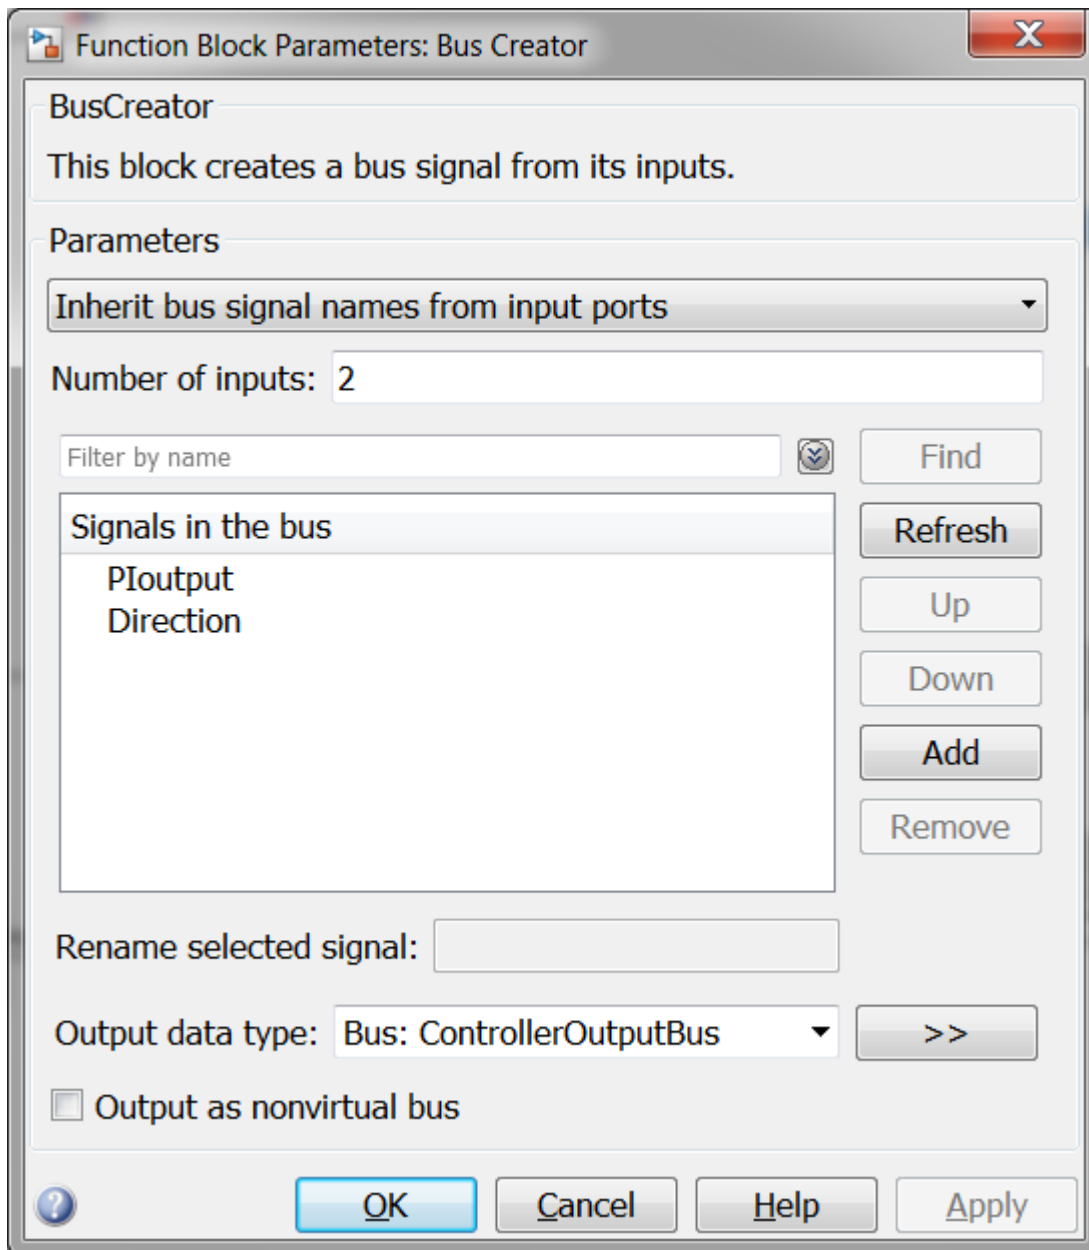 Function Block Parameters: Bus Creator
X
BusCreator
This block creates a bus signal from its inputs.
Parameters
Inherit bus signal names from input ports
Number of inputs: 2
Filter by name
Find
Signals in the bus
Refresh
PIoutput
Direction
Up
Down
Add
Remove
Rename selected signal:
Output data type: Bus: ControllerOutputBus >>
Output as nonvirtual bus
? OK Cancel Help Apply